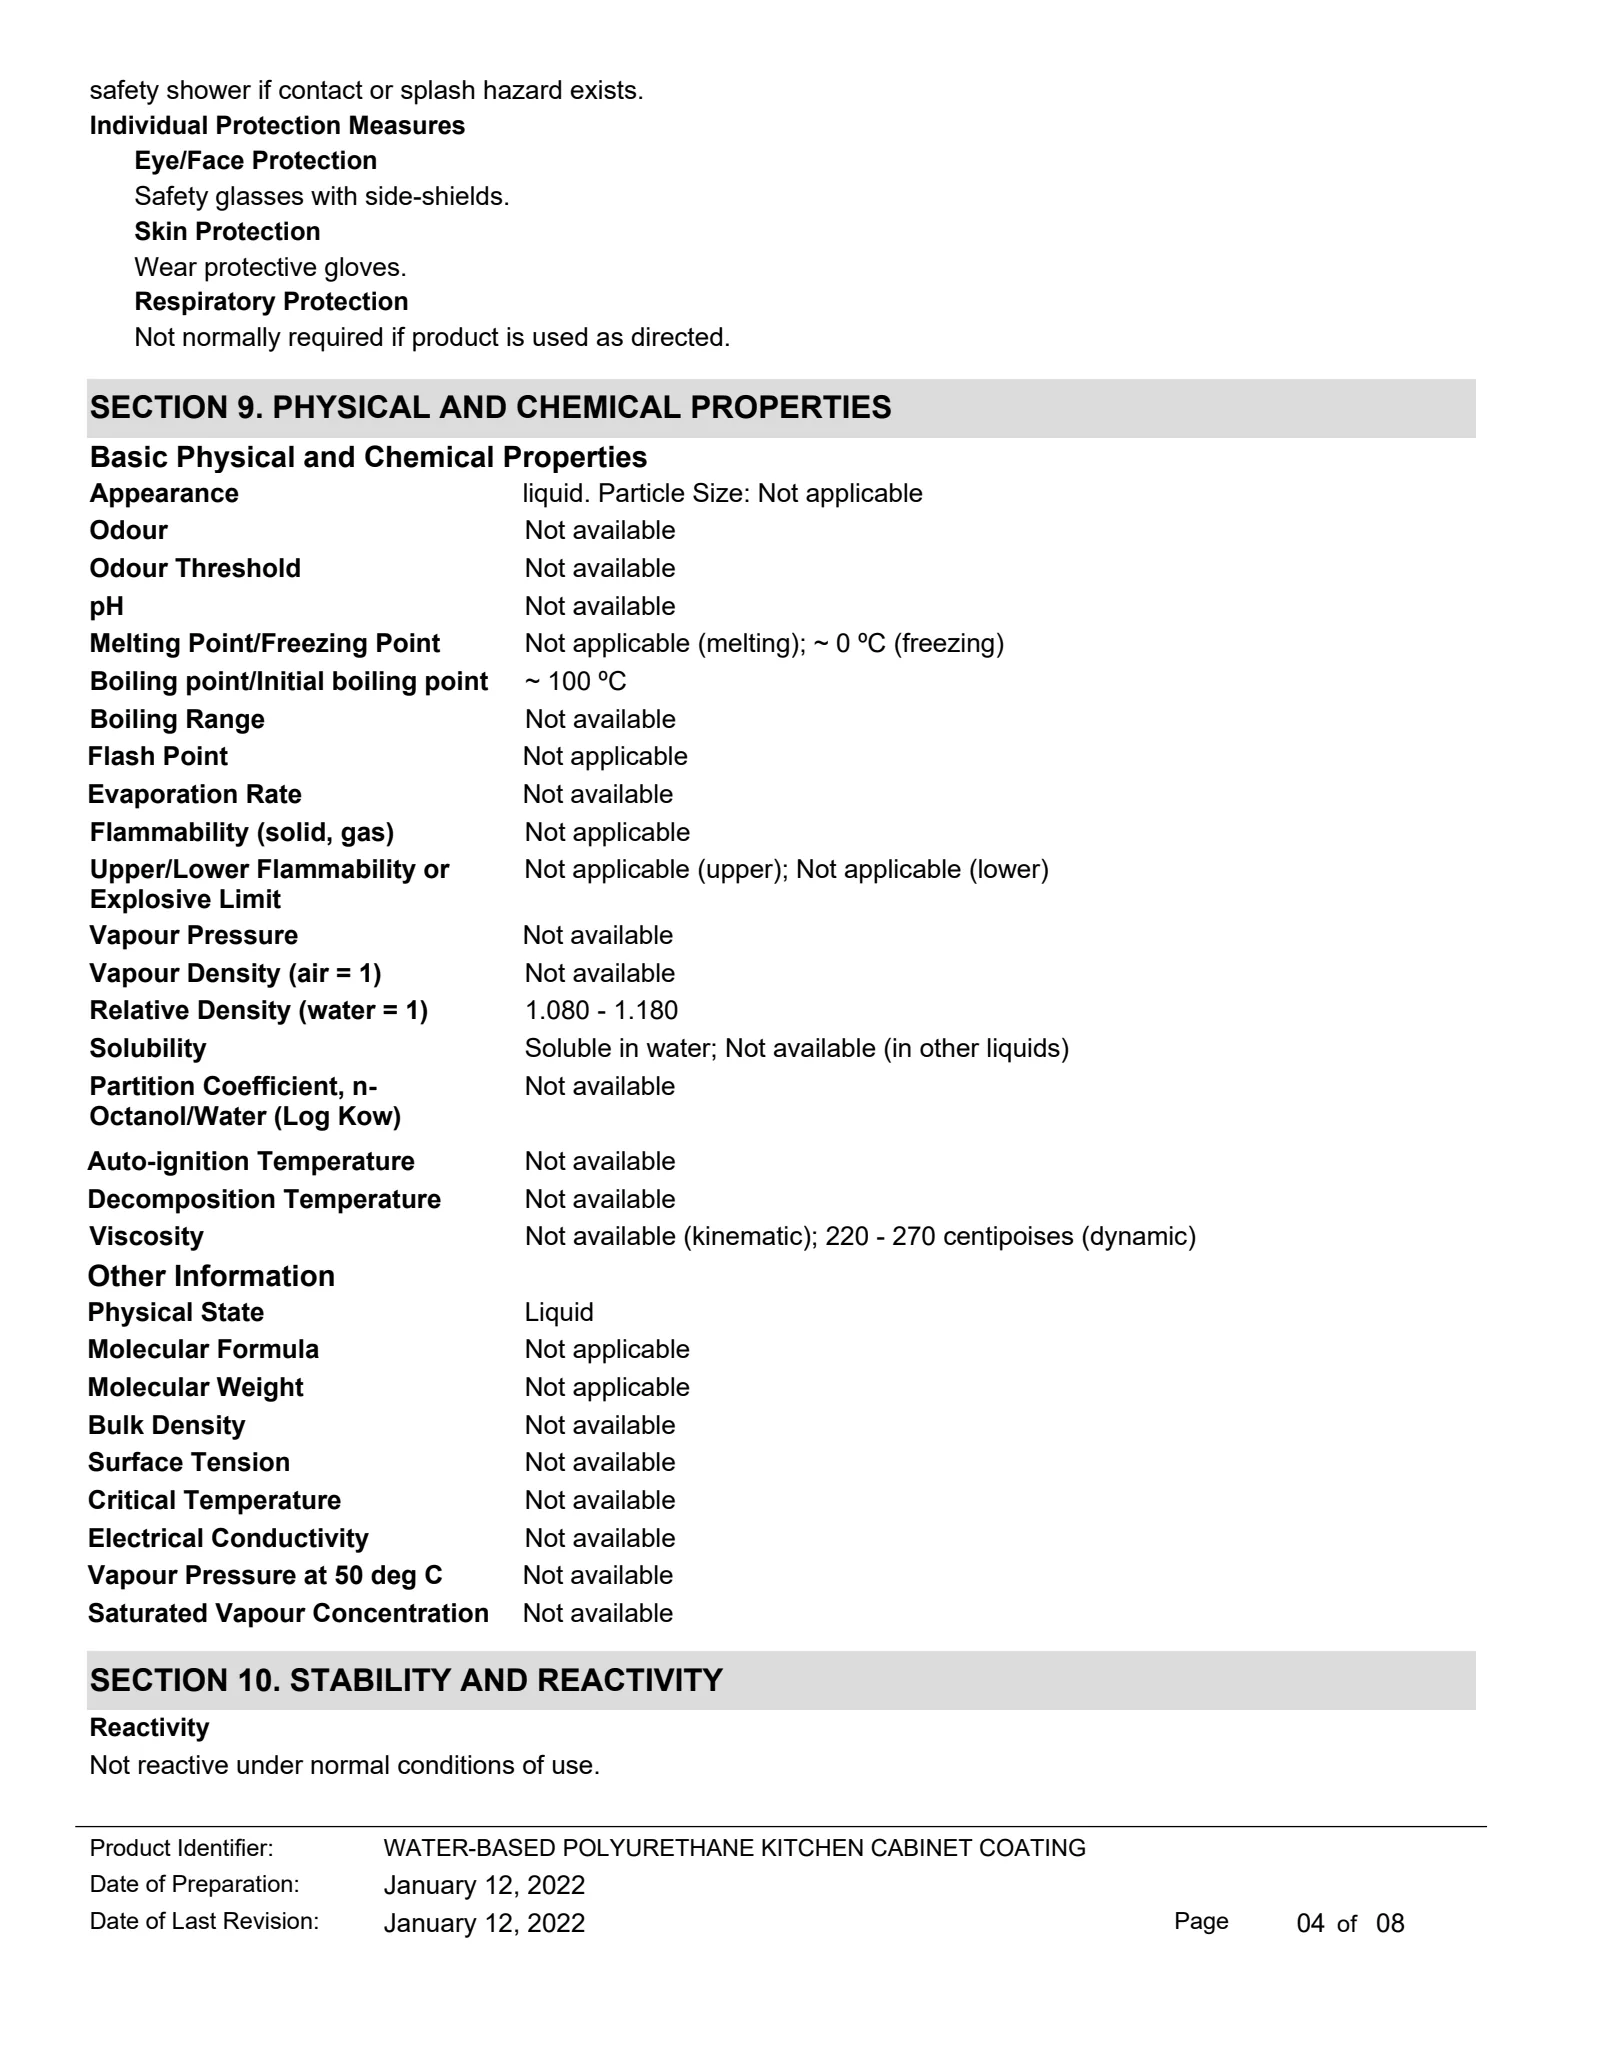 safety shower if contact or splash hazard exists.
Individual Protection Measures
Eye/Face Protection
Safety glasses with side-shields.
Skin Protection
Wear protective gloves.
Respiratory Protection
Not normally required if product is used as directed.
SECTION 9. PHYSICAL AND CHEMICAL PROPERTIES
Basic Physical and Chemical Properties
Appearance liquid. Particle Size: Not applicable
Odour Not available
Odour Threshold Not available
pH Not available
Melting Point/Freezing Point Not applicable (melting); ~ 0 ºC (freezing)
Boiling point/Initial boiling point ~ 100 ºC
Boiling Range Not available
Flash Point Not applicable
Evaporation Rate Not available
Flammability (solid, gas) Not applicable
Upper/Lower Flammability or Not applicable (upper); Not applicable (lower)
Explosive Limit
Vapour Pressure Not available
Vapour Density (air = 1) Not available
Relative Density (water = 1) 1.080 - 1.180
Solubility Soluble in water; Not available (in other liquids)
Partition Coefficient, n- Not available
Octanol/Water (Log Kow)
Auto-ignition Temperature Not available
Decomposition Temperature Not available
Viscosity Not available (kinematic); 220 - 270 centipoises (dynamic)
Other Information
Physical State Liquid
Molecular Formula Not applicable
Molecular Weight Not applicable
Bulk Density Not available
Surface Tension Not available
Critical Temperature Not available
Electrical Conductivity Not available
Vapour Pressure at 50 deg C Not available
Saturated Vapour Concentration Not available
SECTION 10. STABILITY AND REACTIVITY
Reactivity
Not reactive under normal conditions of use.
Product Identifier: WATER-BASED POLYURETHANE KITCHEN CABINET COATING
Date of Preparation: January 12, 2022
Date of Last Revision: January 12, 2022 Page 04 of 08